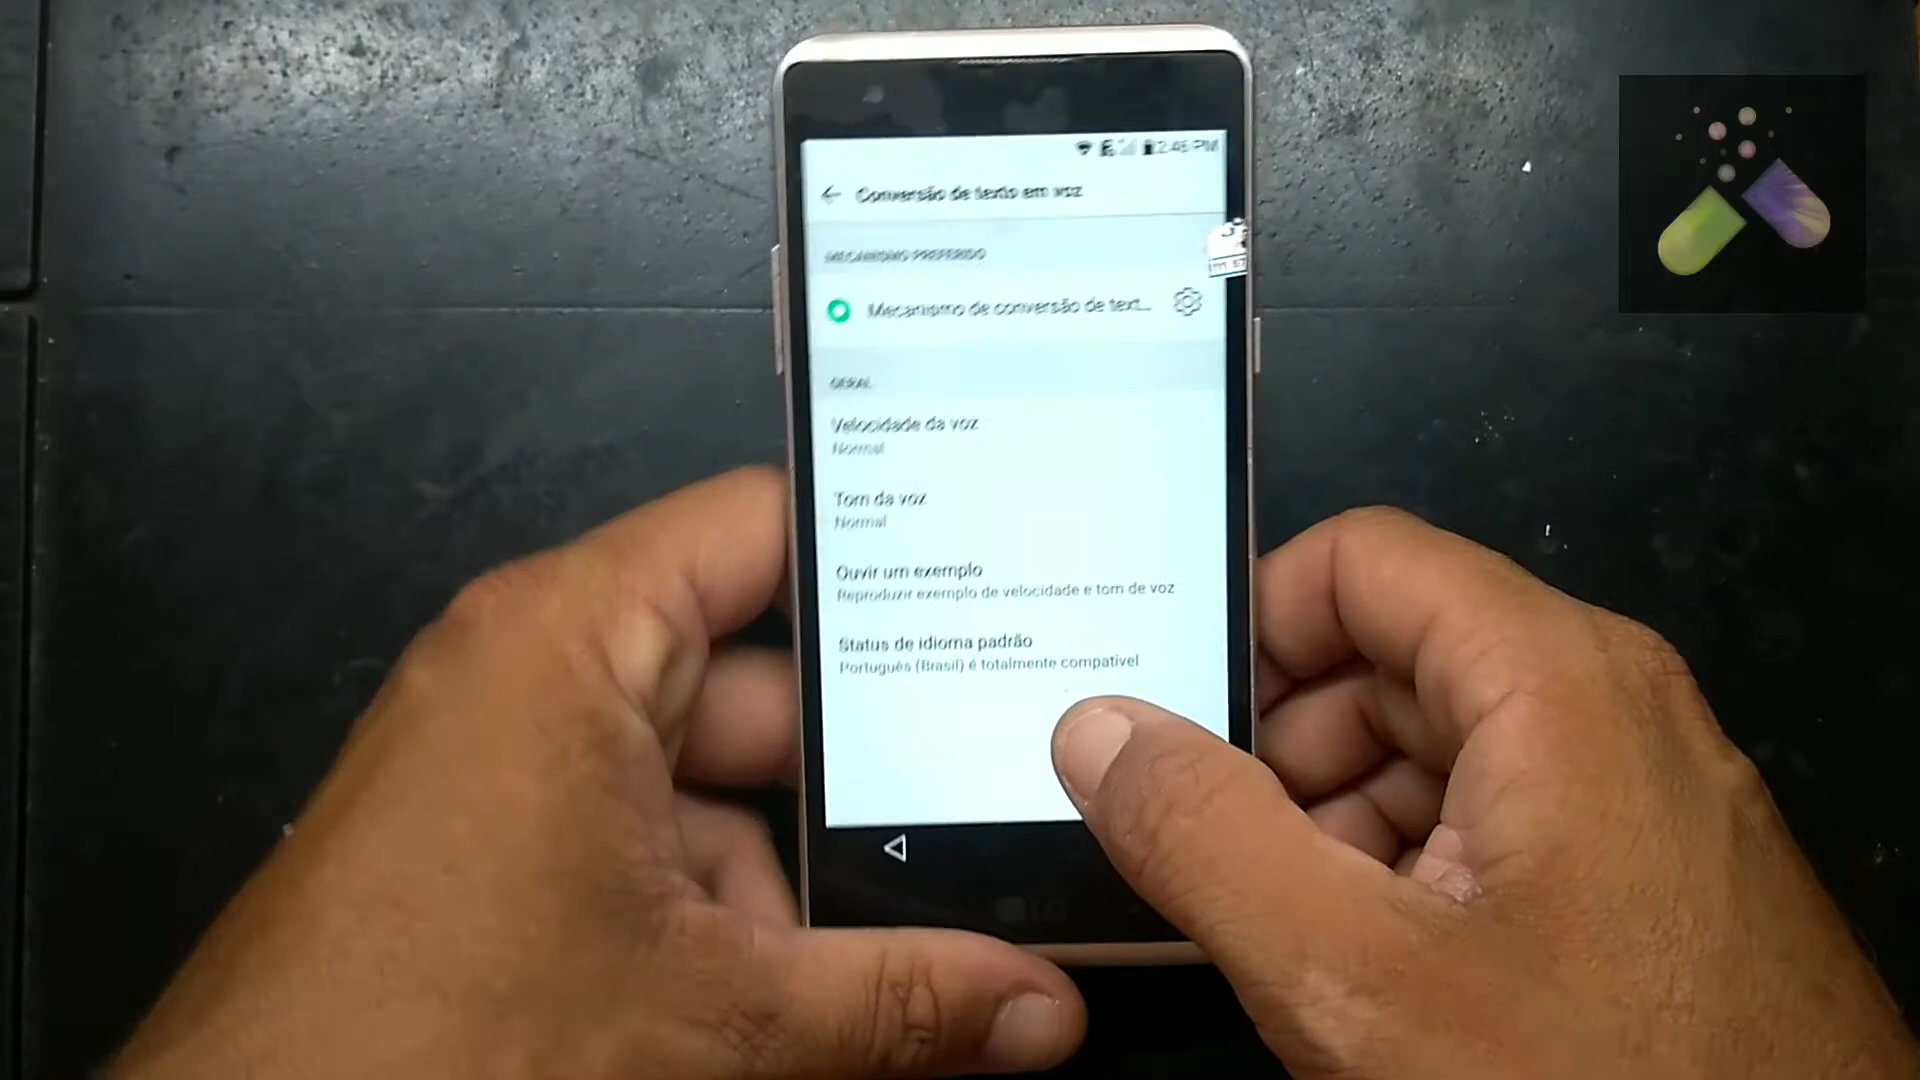 2:45 PM
Conversão de texto em voz
MECANISMO PREFERIDO
Mecanismo de conversão de text...
GERAL
Velocidade da voz
Normal
Tom da voz
Normal
Ouvir um exemplo
Reproduzir exemplo de velocidade e tom de voz
Status de idioma padrão
Português (Brasil) é totalmente compatível
LG